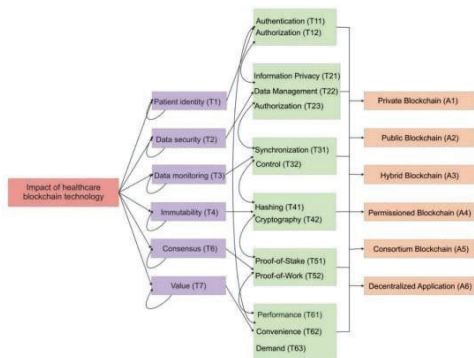 Impact of healthcare
blockchain technology
Patient identity (T1)
Data security (T2)
Data monitoring (T3)
Immutability (T4)
Consensus (T6)
Value (T7)
Authentication (T11)
Authorization (T12)
Information Privacy (T21)
Data Management (T22)
Authorization (T23)
Synchronization (T31)
Control (T32)
Hashing (T41)
Cryptography (T42)
Proof-of-Stake (T51)
Proof-of-Work (T52)
Performance (T61)
Convenience (T62)
Demand (T63)
Private Blockchain (A1)
Public Blockchain (A2)
Hybrid Blockchain (A3)
Permissioned Blockchain (A4)
Consortium Blockchain (A5)
Decentralized Application (A6)